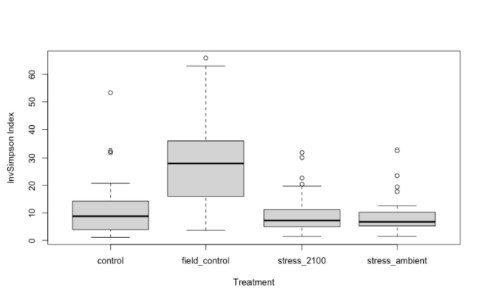 InvSimpson Index
60
50
40
30
20
10
0
control field_control stress_2100 stress_ambient
Treatment